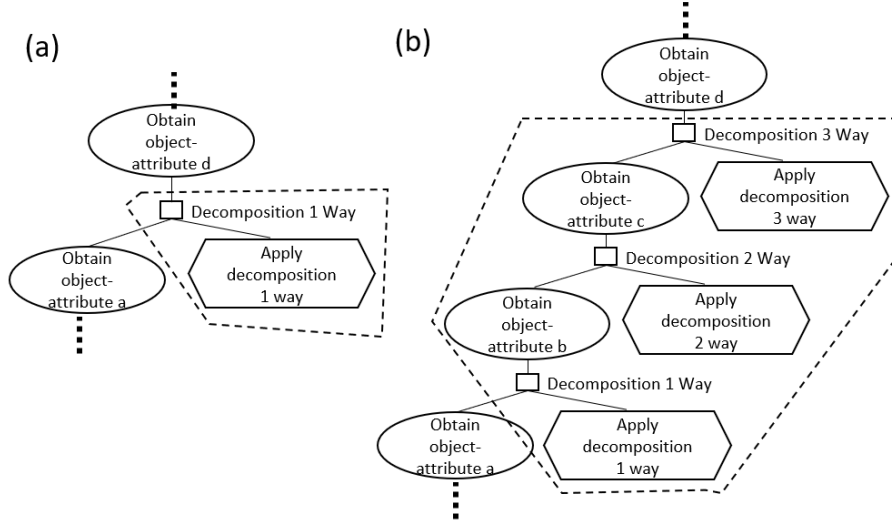 (a)
Obtain
object-
attribute d
Decomposition 1 Way
Obtain
object-
attribute a
Apply
decomposition
1 way
(b)
Obtain
object-
attribute d
Decomposition 3 Way
Obtain
object-
attribute c
Apply
decomposition
3 way
Decomposition 2 Way
Obtain
object-
attribute b
Apply
decomposition
2 way
Decomposition 1 Way
Obtain
object-
attribute a
Apply
decomposition
1 way